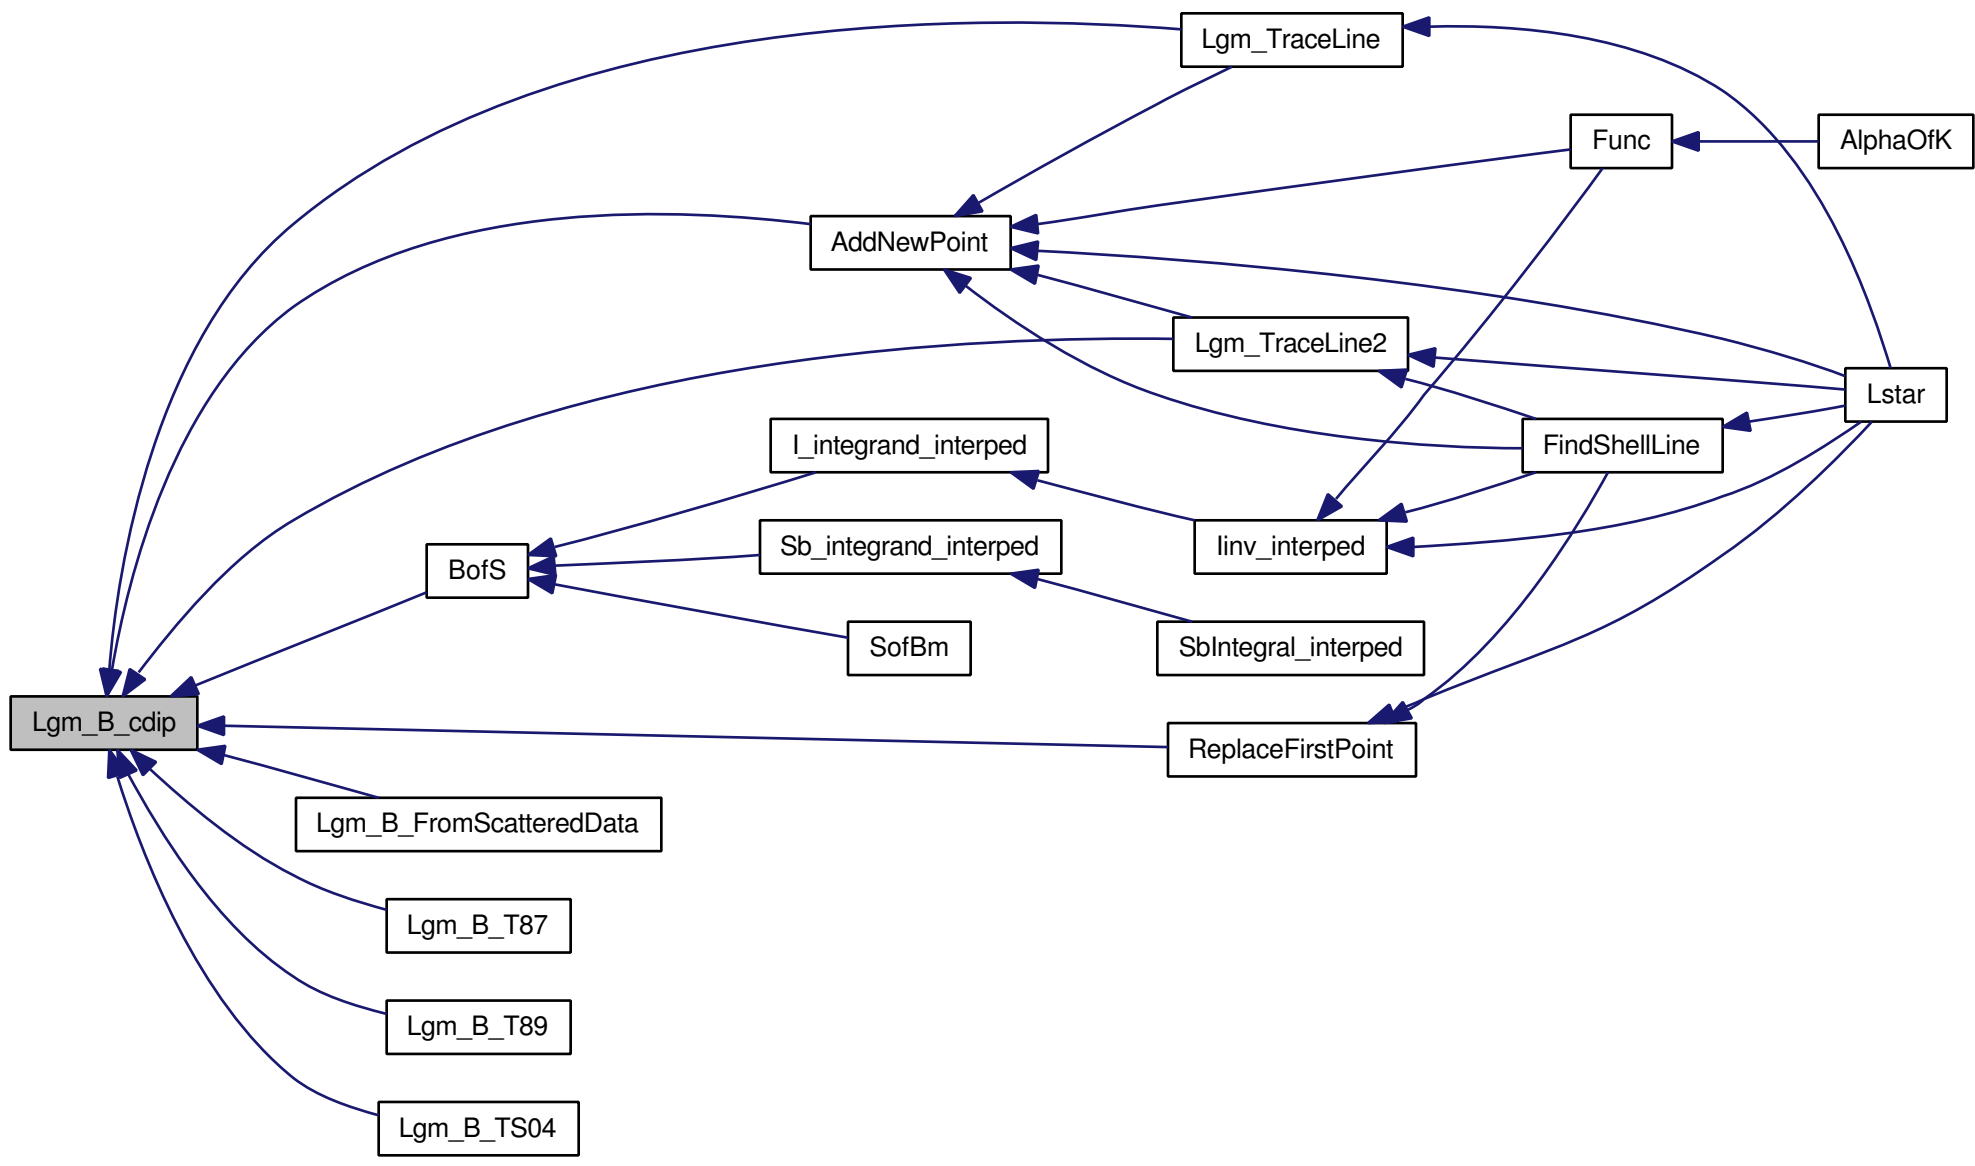 Lgm_TraceLine
Func
AlphaOfK
AddNewPoint
Lgm_TraceLine2
Lstar
I_integrand_interped
FindShellLine
BofS
Sb_integrand_interped
Iinv_interped
SofBm
SbIntegral_interped
Lgm_B_cdip
ReplaceFirstPoint
Lgm_B_FromScatteredData
Lgm_B_T87
Lgm_B_T89
Lgm_B_TS04